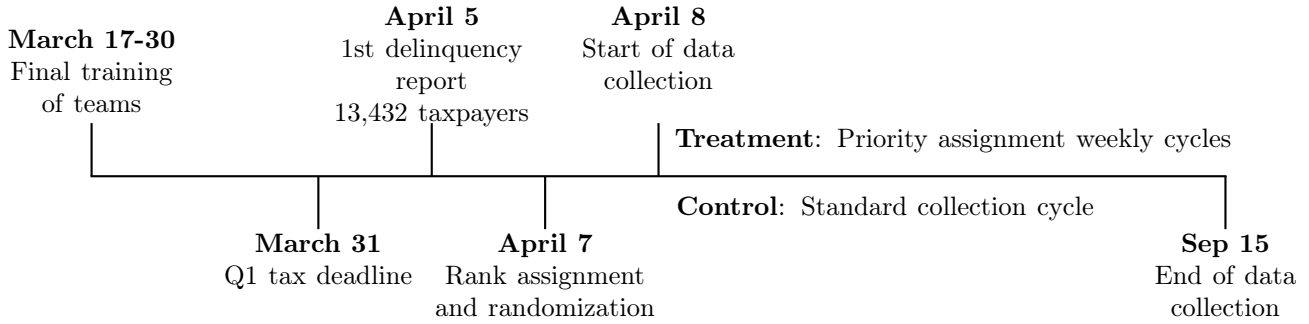 March 17-30
Final training
of teams
April 5
1st delinquency
report
13,432 taxpayers
April 8
Start of data
collection
Treatment: Priority assignment weekly cycles
Control: Standard collection cycle
March 31
Q1 tax deadline
April 7
Rank assignment
and randomization
Sep 15
End of data
collection